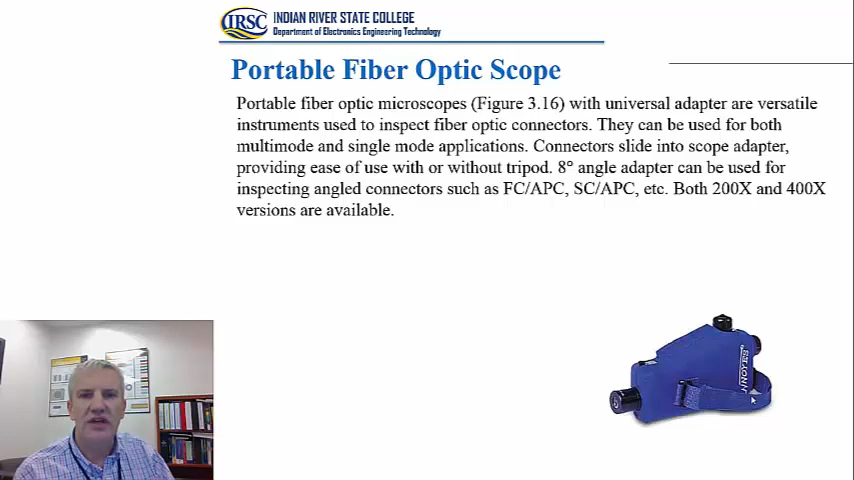 IRSC
INDIAN RIVER STATE COLLEGE
Department of Electronics Engineering Technology
Portable Fiber Optic Scope
Portable fiber optic microscopes (Figure 3.16) with universal adapter are versatile
instruments used to inspect fiber optic connectors. They can be used for both
multimode and single mode applications. Connectors slide into scope adapter,
providing ease of use with or without tripod. 8° angle adapter can be used for
inspecting angled connectors such as FC/APC, SC/APC, etc. Both 200X and 400X
versions are available.
NOYES